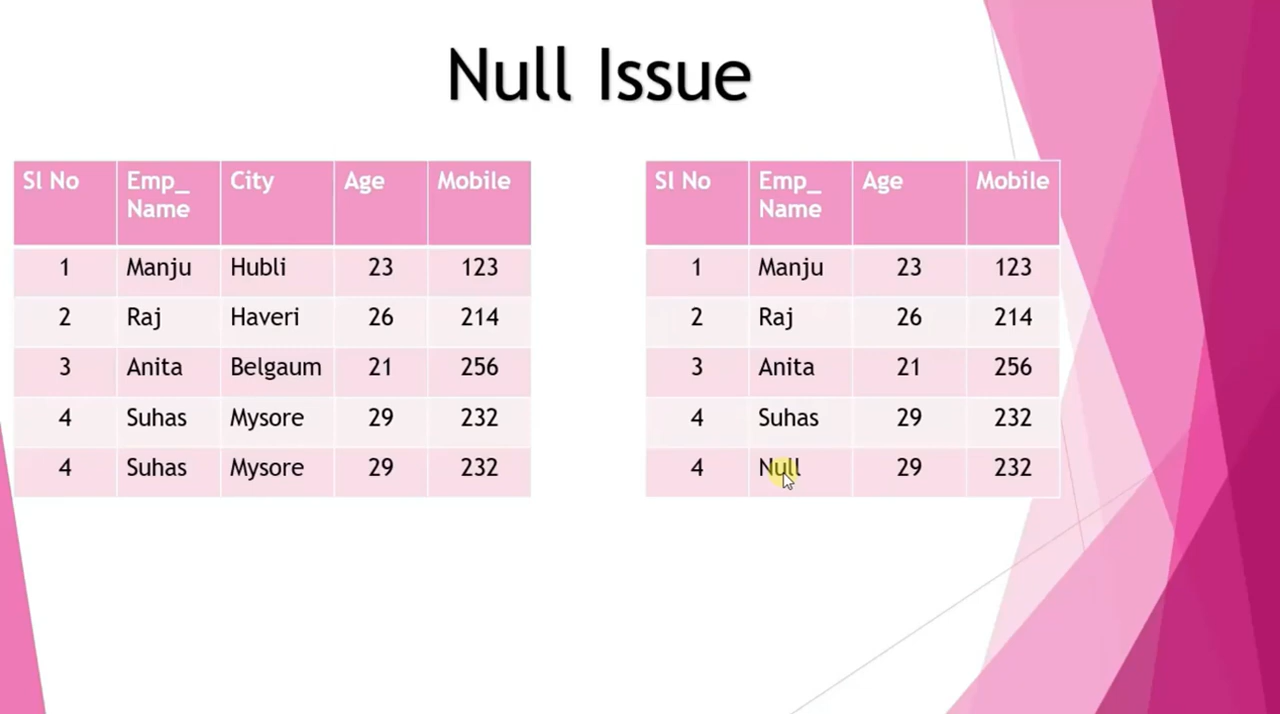 Null Issue
Sl No Emp_ Name City Age Mobile
1 Manju Hubli 23 123
2 Raj Haveri 26 214
3 Anita Belgaum 21 256
4 Suhas Mysore 29 232
4 Suhas Mysore 29 232
Sl No Emp_ Name Age Mobile
1 Manju 23 123
2 Raj 26 214
3 Anita 21 256
4 Suhas 29 232
4 Null 29 232